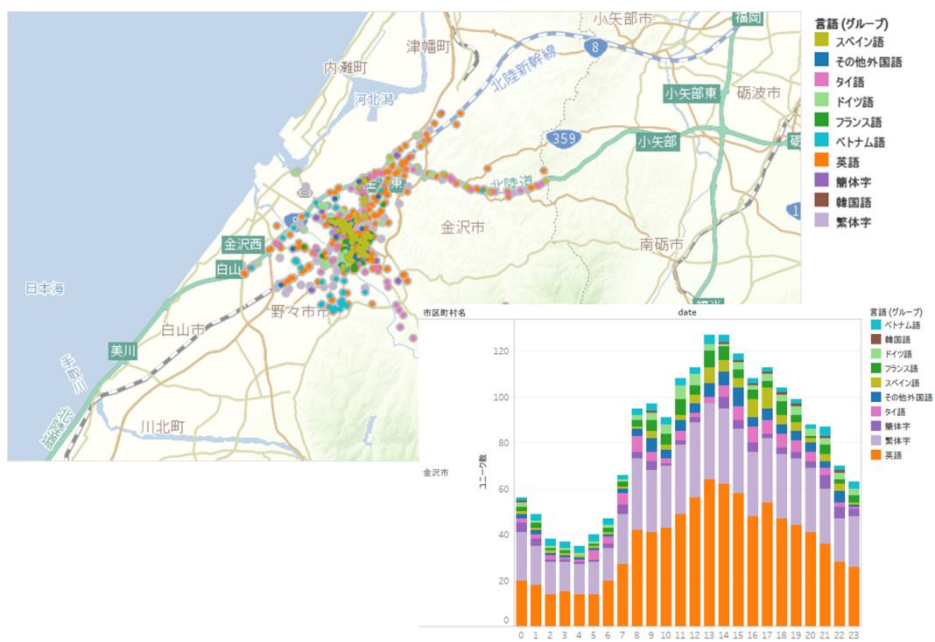 小矢部市
福岡
津幡町
8
北陸新幹線
内灘町
河北潟
小矢部東
砺波市
359
小矢部
北陸道
金沢市
金沢西
白山
南砺市
日本海
野々市市
白山市
美川
手取川
川北町
言語 (グループ)
スペイン語
その他外国語
タイ語
ドイツ語
フランス語
ベトナム語
英語
簡体字
韓国語
繁体字
市区町村名
date
金沢市
ユニーク数
120
100
80
60
40
20
0
0 1 2 3 4 5 6 7 8 9 10 11 12 13 14 15 16 17 18 19 20 21 22 23
言語 (グループ)
ベトナム語
韓国語
ドイツ語
フランス語
スペイン語
その他外国語
タイ語
簡体字
繁体字
英語